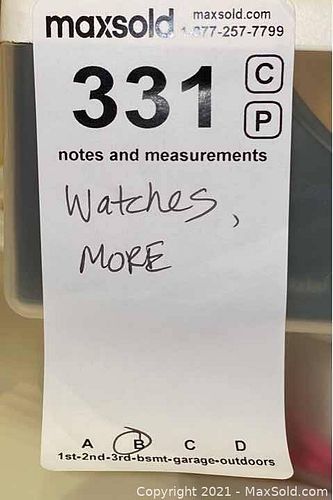 maxsold maxsold.com
1-877-257-7799
331 C
P
notes and measurements
Watches,
MORE
A B C D
1st-2nd-3rd-bsmt-garage-outdoors
Copyright 2021 - MaxSold.com